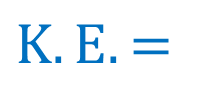 K. E. =